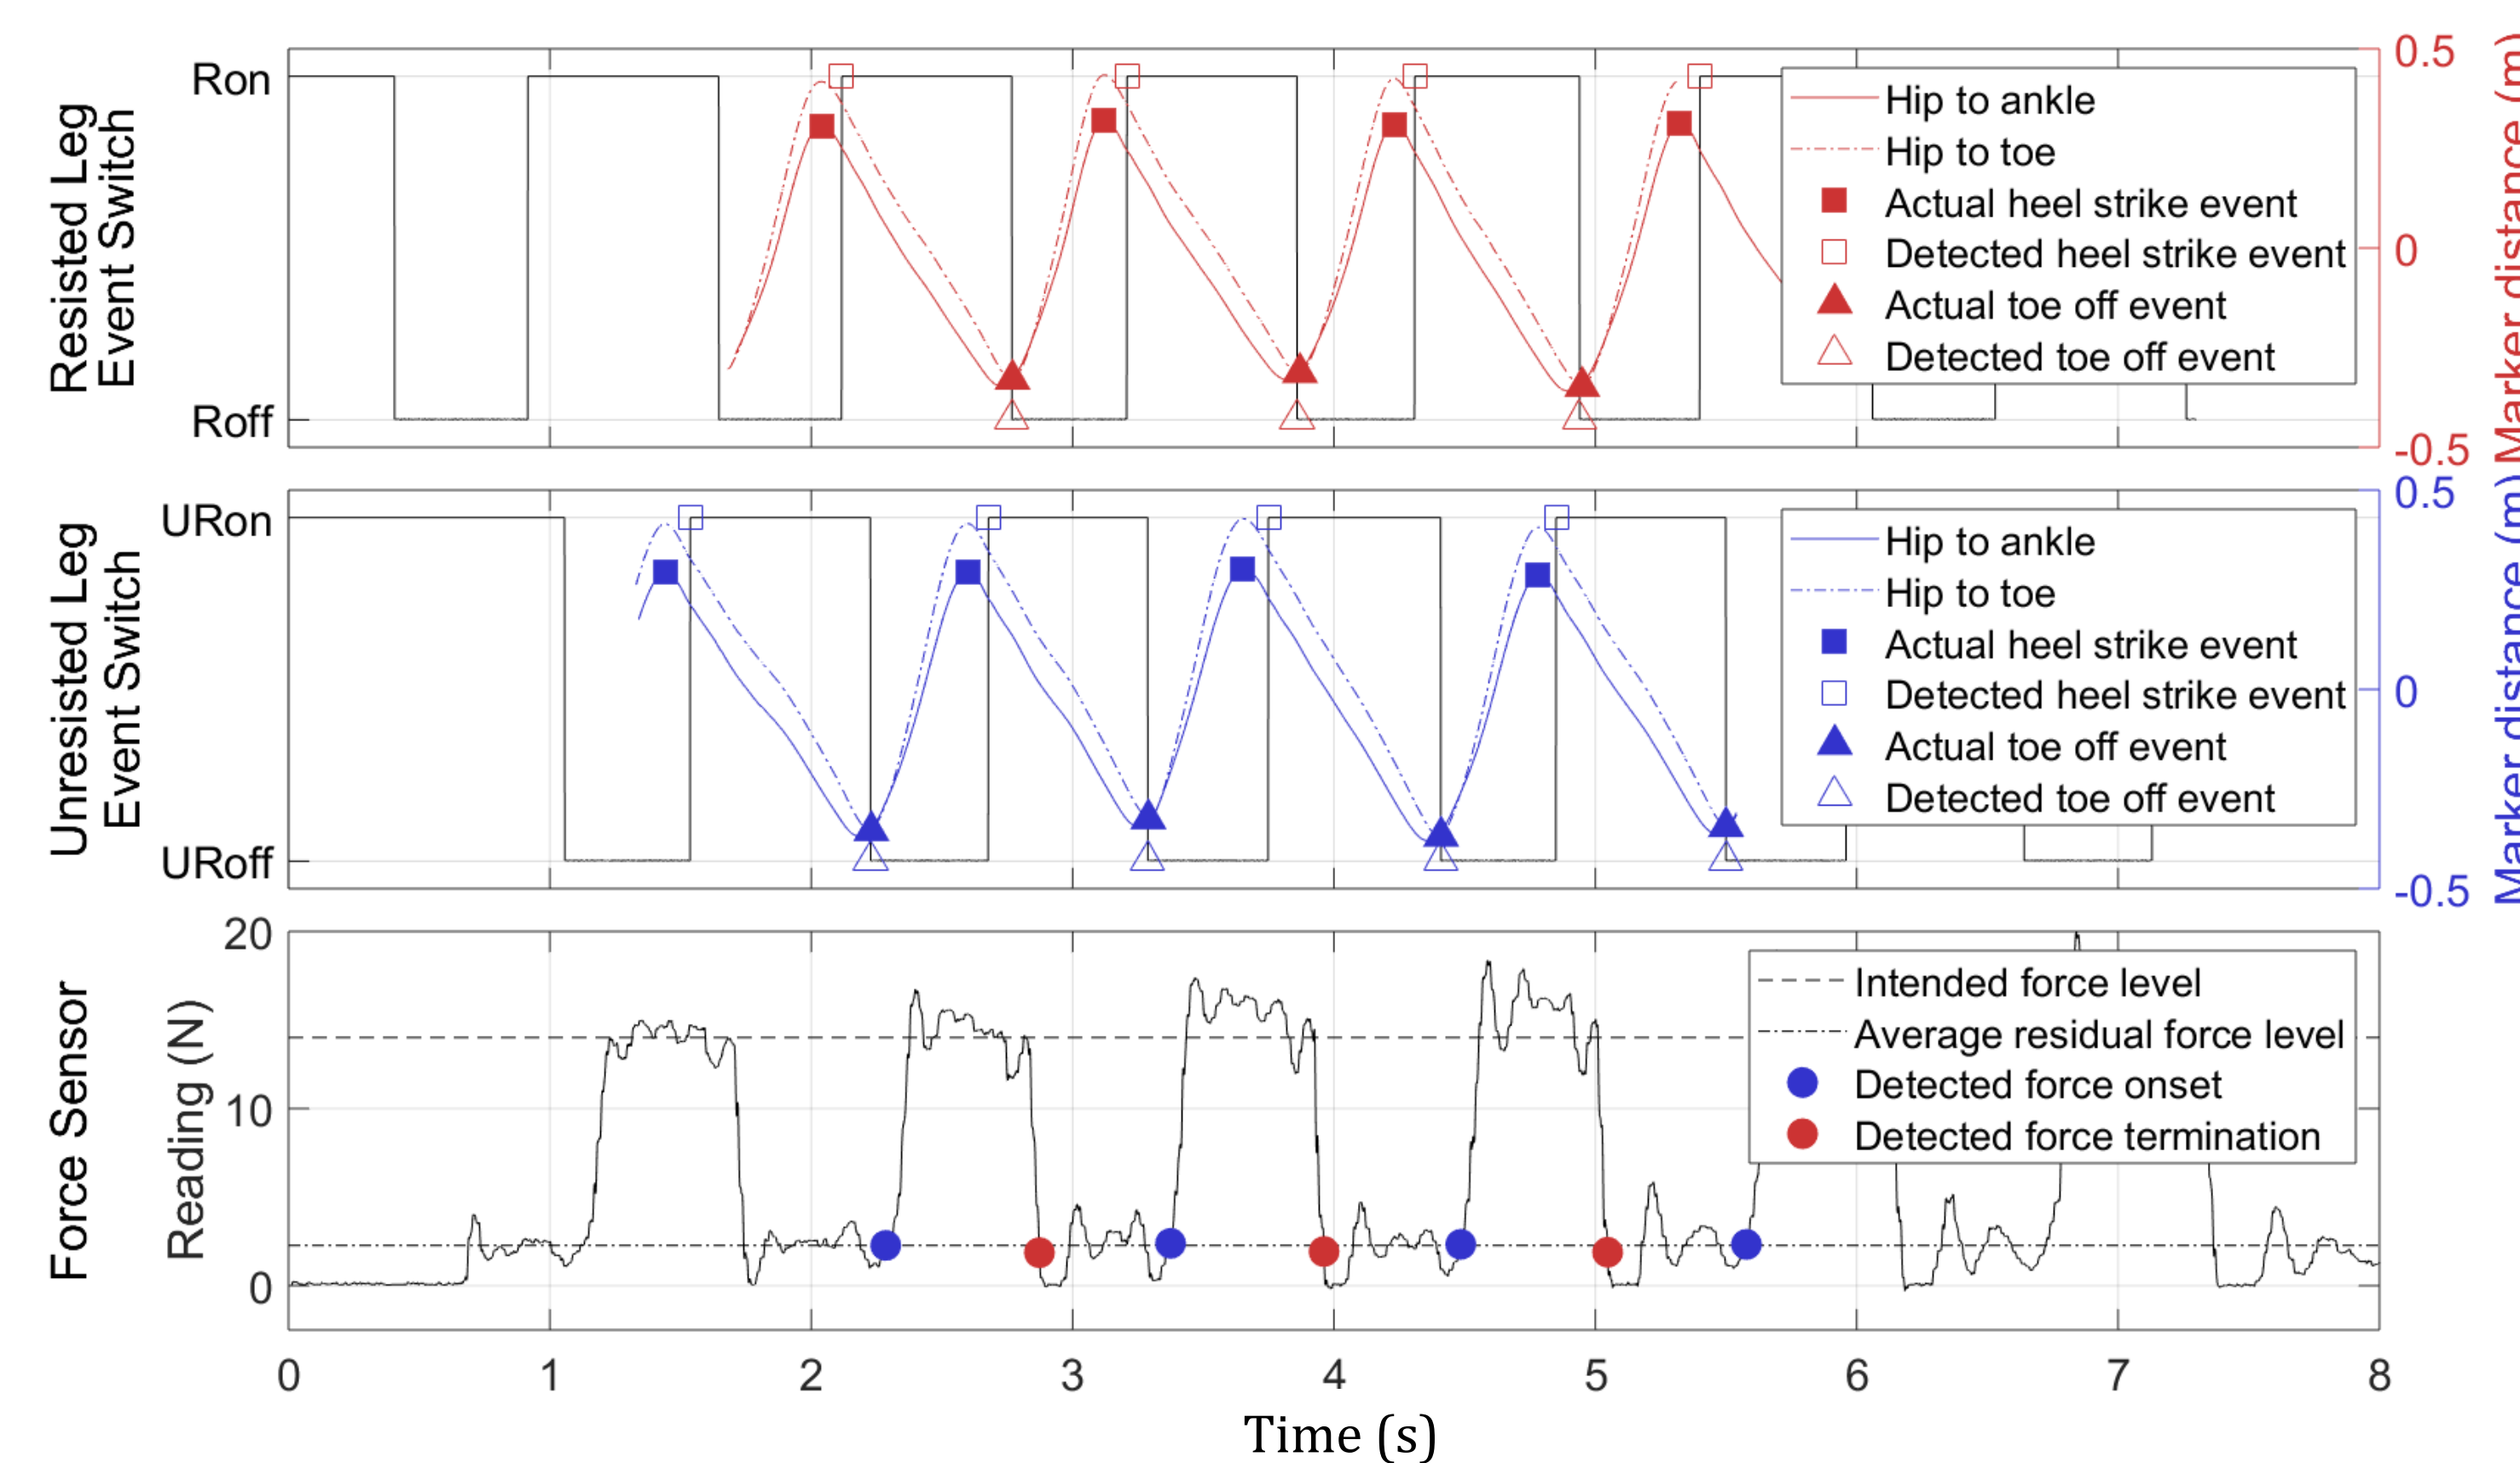 Resisted Leg
Event Switch
Ron
Roff
0.5
0
-0.5
Marker distance (m)
Hip to ankle
Hip to toe
Actual heel strike event
Detected heel strike event
Actual toe off event
Detected toe off event
Unresisted Leg
Event Switch
URon
URoff
0.5
0
-0.5
Marker distance (m)
Hip to ankle
Hip to toe
Actual heel strike event
Detected heel strike event
Actual toe off event
Detected toe off event
Force Sensor
Reading (N)
20
10
0
Intended force level
Average residual force level
Detected force onset
Detected force termination
0 1 2 3 4 5 6 7 8
Time (s)